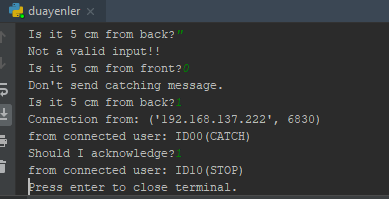 duayenler
Is it 5 cm from back?"
Not a valid input!!
Is it 5 cm from front?0
Don't send catching message.
Is it 5 cm from back?1
Connection from: ('192.168.137.222', 6830)
from connected user: ID00(CATCH)
Should I acknowledge?1
from connected user: ID10(STOP)
Press enter to close terminal.